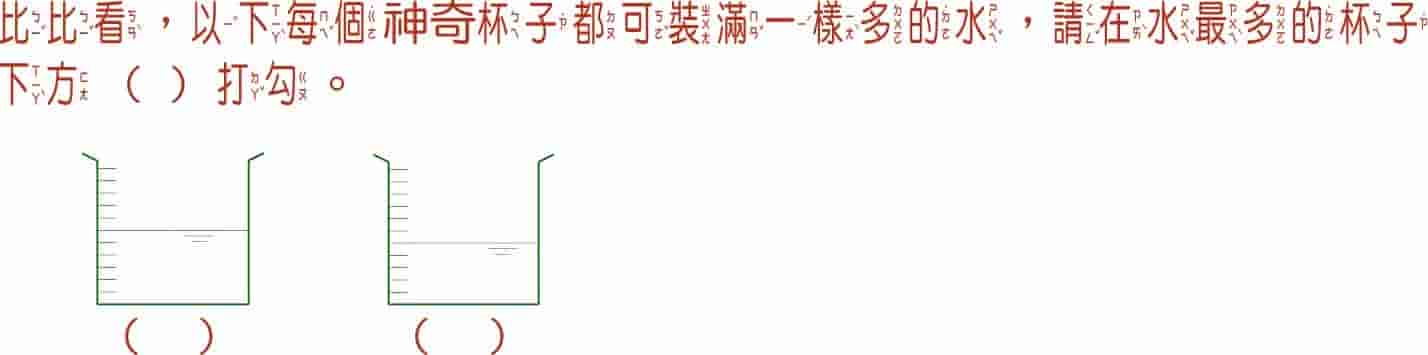 比比看，以下每個神奇杯子都可裝滿一樣多的水，請在水最多的杯子
下方（ ）打勾。
（ ） （ ）